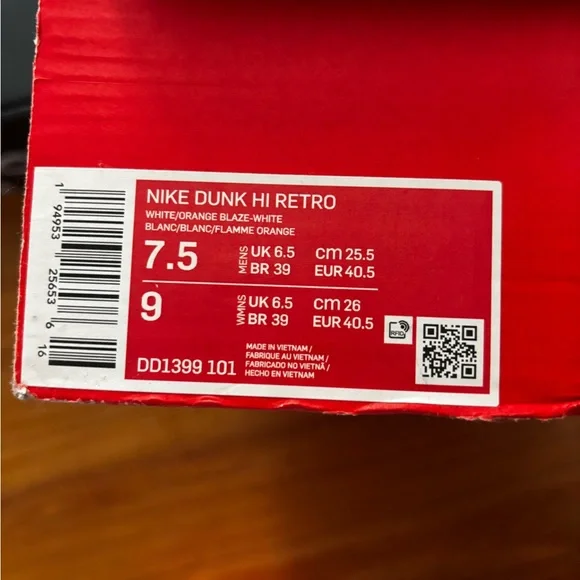 NIKE DUNK HI RETRO
WHITE/ORANGE BLAZE-WHITE
BLANC/BLANC/FLAMME ORANGE
7.5 MENS UK 6.5 CM 25.5
BR 39 EUR 40.5
9 WMNS UK 6.5 CM 26
BR 39 EUR 40.5
RFID
DD1399 101
MADE IN VIETNAM /
FABRIQUE AU VIETNAM /
FABRICADO NO VIETNÃ /
HECHO EN VIETNAM
1 94953 25653 6 16